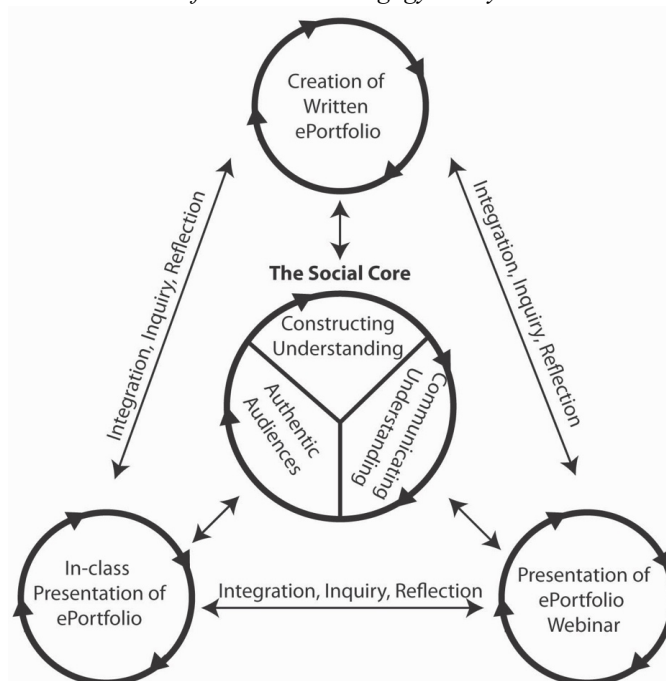 Creation of
Written
ePortfolio
Integration, Inquiry, Reflection
Integration, Inquiry, Reflection
The Social Core
Constructing
Understanding
Authentic
Audiences
Communicating
Understanding
In-class
Presentation of
ePortfolio
Integration, Inquiry, Reflection
Presentation of
ePortfolio
Webinar